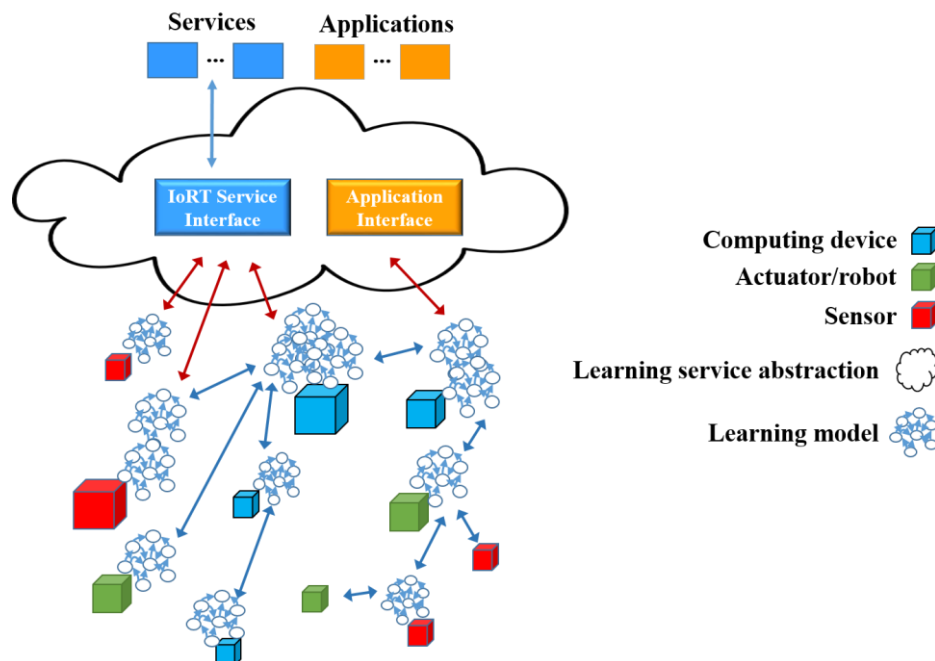 Services
Applications
...
...
IoRT Service
Interface
Application
Interface
Computing device
Actuator/robot
Sensor
Learning service abstraction
Learning model